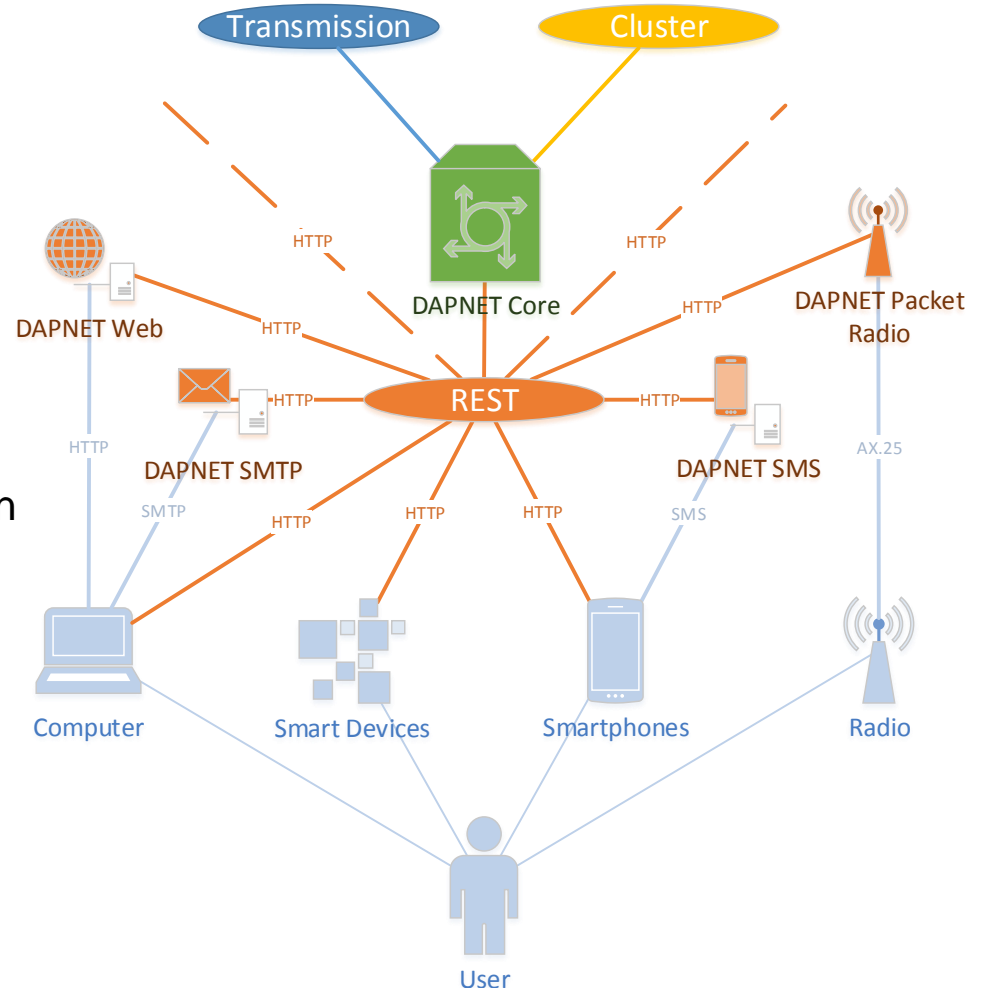 Transmission
Cluster
HTTP
HTTP
DAPNET Core
DAPNET Packet
Radio
DAPNET Web
HTTP
HTTP
REST
HTTP
HTTP
HTTP
AX.25
DAPNET SMTP
DAPNET SMS
n
SMTP
HTTP
HTTP
HTTP
SMS
Computer
Smart Devices
Smartphones
Radio
User